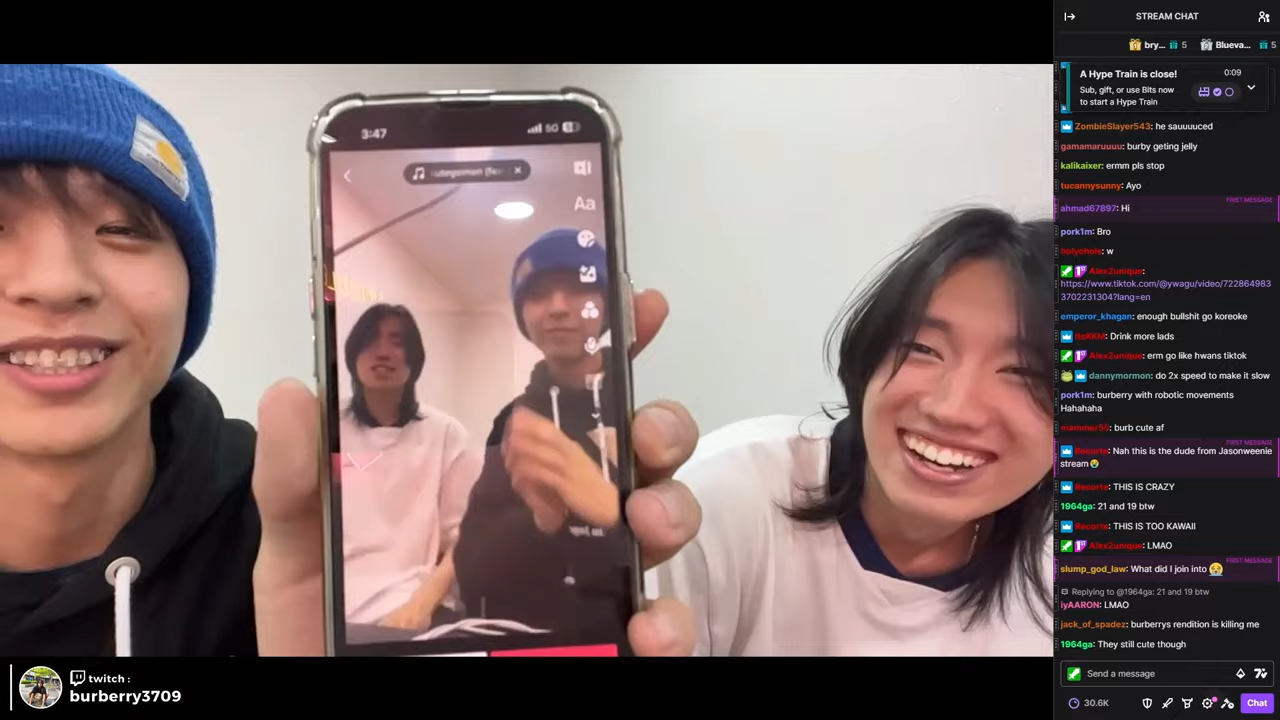 STREAM CHAT
bry... 5 Blueva... 5
A Hype Train is close! 0:09
Sub, gift, or use Bits now
to start a Hype Train
ZombieSlayer543: he sauuuuced
gamamaruuuu: burby geting jelly
kalikaixer: ermm pls stop
tucannysunny: Ayo
FIRST MESSAGE
ahmad67897: Hi
pork1m: Bro
holychois: w
Alex2unique:
https://www.tiktok.com/@ywagu/video/722864983
3702231304?lang=en
emperor_khagan: enough bullshit go koreoke
ItsKKM: Drink more lads
Alex2unique: erm go like hwans tiktok
dannymormon: do 2x speed to make it slow
pork1m: burberry with robotic movements
Hahahaha
mammer55: burb cute af
FIRST MESSAGE
Recorte: Nah this is the dude from Jasonweenie
stream
Recorte: THIS IS CRAZY
1964ga: 21 and 19 btw
Recorte: THIS IS TOO KAWAII
Alex2unique: LMAO
FIRST MESSAGE
slump_god_law: What did I join into
Replying to @1964ga: 21 and 19 btw
iyAARON: LMAO
jack_of_spadez: burberrys rendition is killing me
1964ga: They still cute though
Send a message
30.6K Chat
3:47 5G
Aa
twitch:
burberry3709